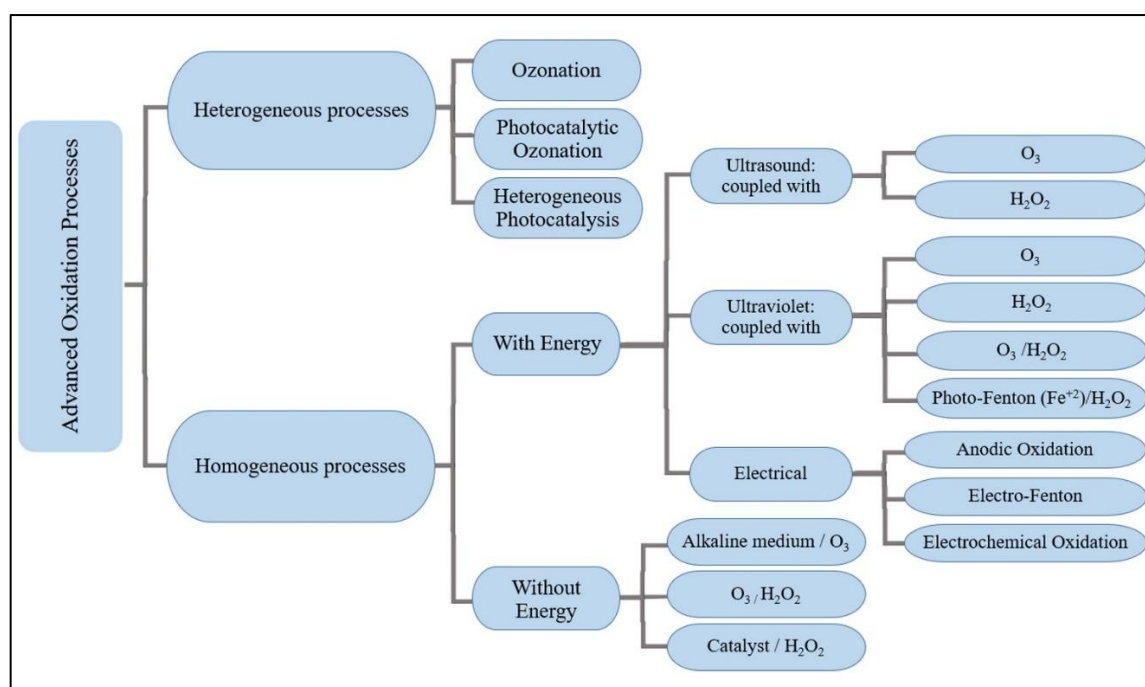 Advanced Oxidation Processes
Heterogeneous processes
Ozonation
Photocatalytic
Ozonation
Heterogeneous
Photocatalysis
Homogeneous processes
With Energy
Ultrasound:
coupled with
O₃
H₂O₂
Ultraviolet:
coupled with
O₃
H₂O₂
O₃ /H₂O₂
Photo-Fenton (Fe⁺²)/H₂O₂
Electrical
Anodic Oxidation
Electro-Fenton
Electrochemical Oxidation
Without
Energy
Alkaline medium / O₃
O₃ / H₂O₂
Catalyst / H₂O₂